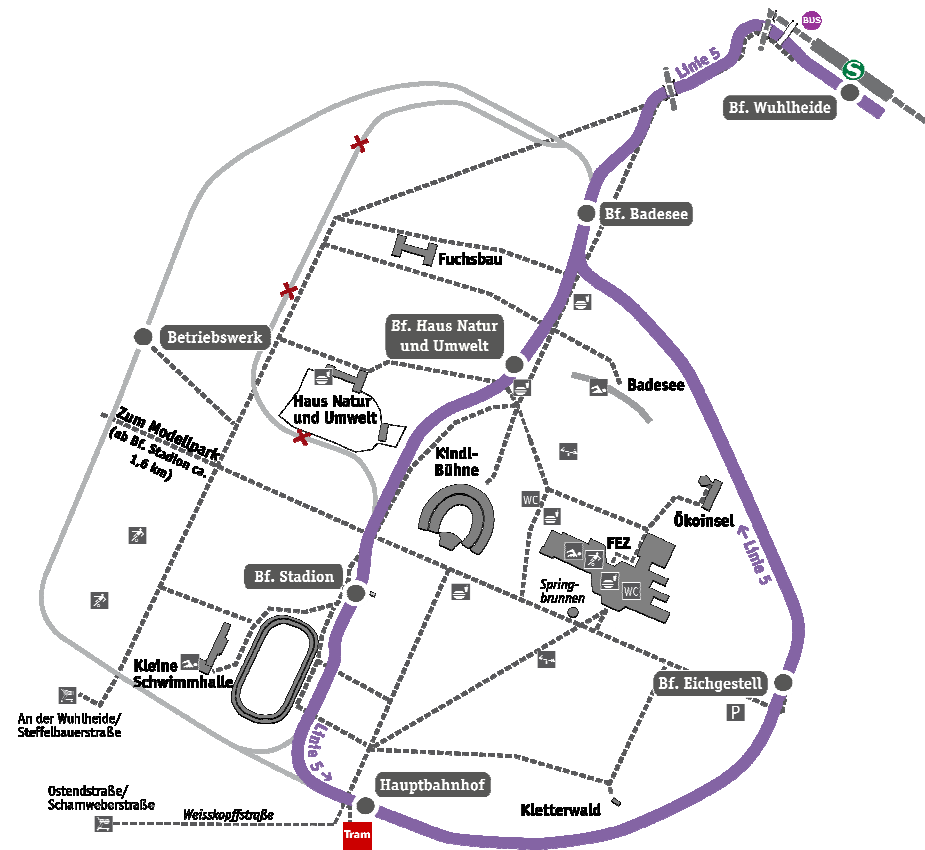 BUS
Linie 5
S
Bf. Wuhlheide
Bf. Badesee
Fuchsbau
Bf. Haus Natur
und Umwelt
Betriebswerk
Badesee
Haus Natur
und Umwelt
Zum Modellpark
(ab Bf. Stadion ca.
1,6 km)
Kindl-
Bühne
WC
Ökoinsel
FEZ
← Linie 5
Bf. Stadion
Spring-
brunnen
WC
Kleine
Schwimmhalle
Bf. Eichgestell
P
An der Wuhlheide/
Steffelbauerstraße
Linie 5 →
Hauptbahnhof
Ostendstraße/
Scharnweberstraße
Weisskopffstraße
Kletterwald
Tram